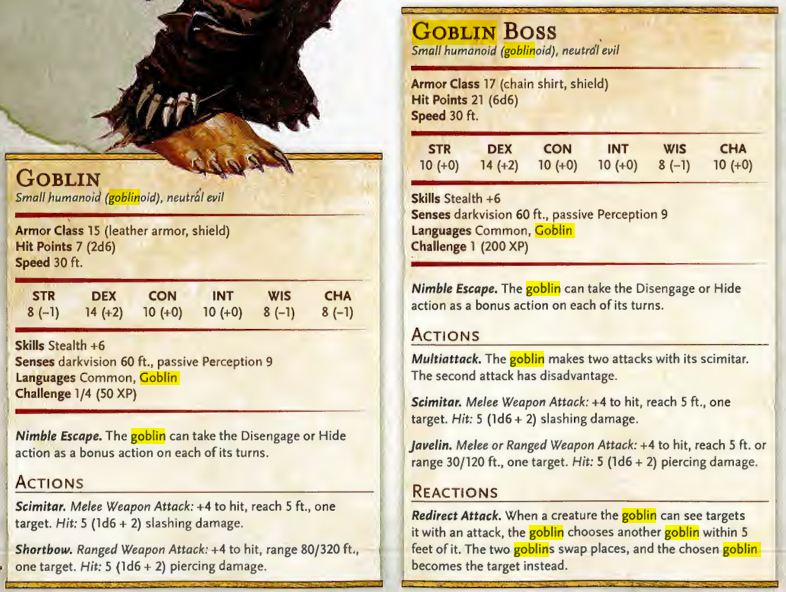 GOBLIN
Small humanoid (goblinoid), neutral evil
Armor Class 15 (leather armor, shield)
Hit Points 7 (2d6)
Speed 30 ft.
STR DEX CON INT WIS CHA
8 (−1) 14 (+2) 10 (+0) 10 (+0) 8 (−1) 8 (−1)
Skills Stealth +6
Senses darkvision 60 ft., passive Perception 9
Languages Common, Goblin
Challenge 1/4 (50 XP)
Nimble Escape. The goblin can take the Disengage or Hide
action as a bonus action on each of its turns.
ACTIONS
Scimitar. Melee Weapon Attack: +4 to hit, reach 5 ft., one
target. Hit: 5 (1d6 + 2) slashing damage.
Shortbow. Ranged Weapon Attack: +4 to hit, range 80/320 ft.,
one target. Hit: 5 (1d6 + 2) piercing damage.
GOBLIN BOSS
Small humanoid (goblinoid), neutral evil
Armor Class 17 (chain shirt, shield)
Hit Points 21 (6d6)
Speed 30 ft.
STR DEX CON INT WIS CHA
10 (+0) 14 (+2) 10 (+0) 10 (+0) 8 (−1) 10 (+0)
Skills Stealth +6
Senses darkvision 60 ft., passive Perception 9
Languages Common, Goblin
Challenge 1 (200 XP)
Nimble Escape. The goblin can take the Disengage or Hide
action as a bonus action on each of its turns.
ACTIONS
Multiattack. The goblin makes two attacks with its scimitar.
The second attack has disadvantage.
Scimitar. Melee Weapon Attack: +4 to hit, reach 5 ft., one
target. Hit: 5 (1d6 + 2) slashing damage.
Javelin. Melee or Ranged Weapon Attack: +4 to hit, reach 5 ft. or
range 30/120 ft., one target. Hit: 5 (1d6 + 2) piercing damage.
REACTIONS
Redirect Attack. When a creature the goblin can see targets
it with an attack, the goblin chooses another goblin within 5
feet of it. The two goblins swap places, and the chosen goblin
becomes the target instead.